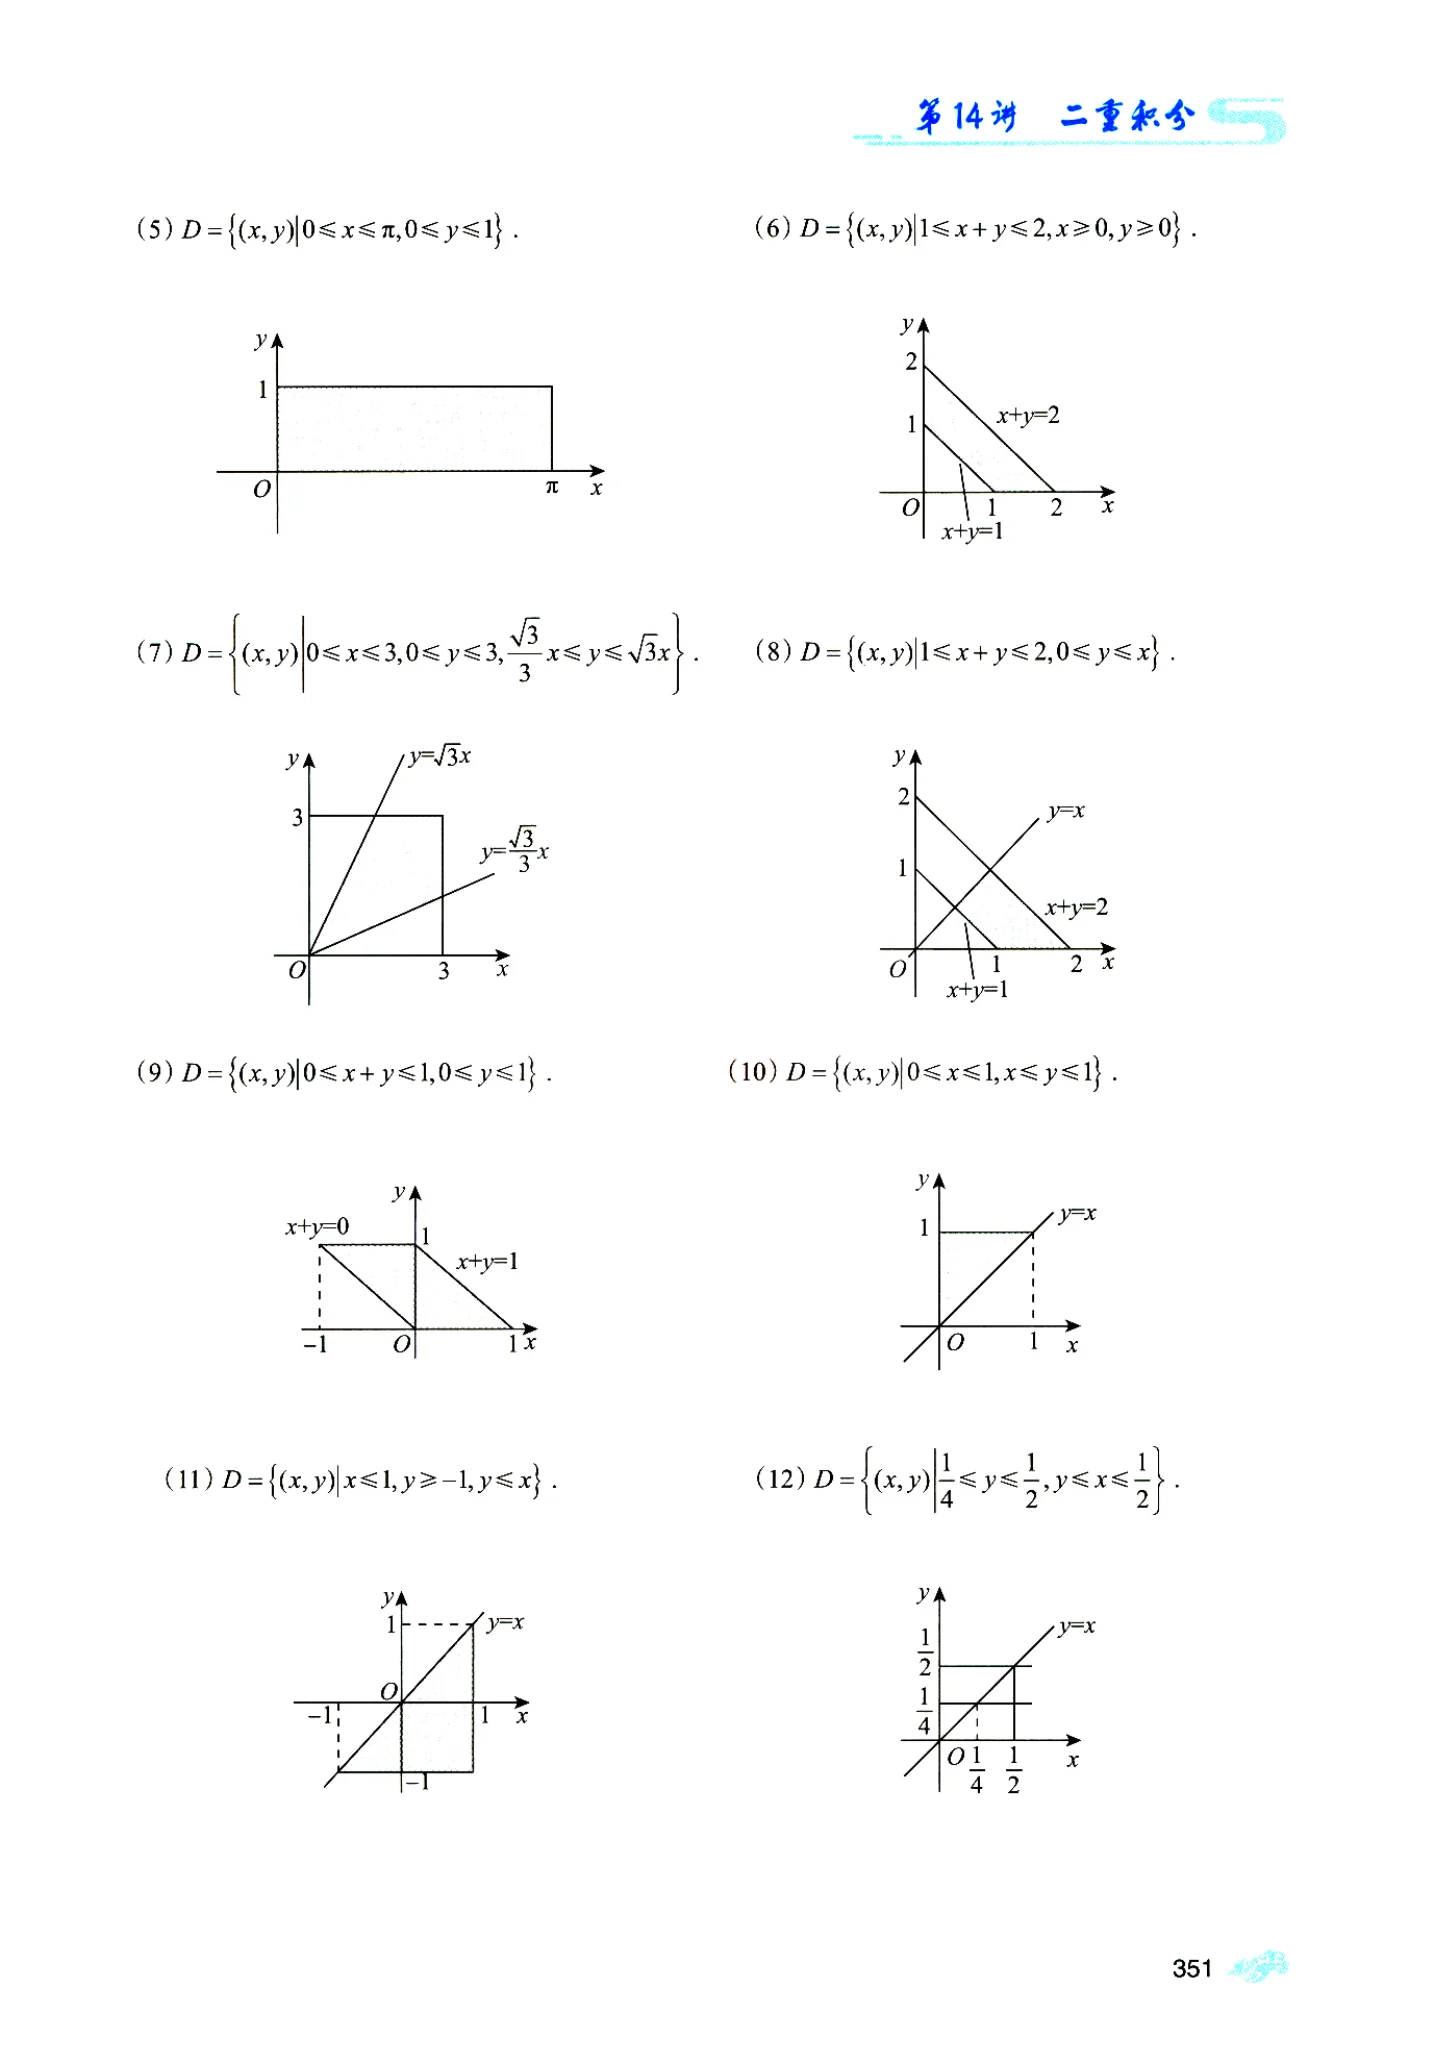 第14讲 二重积分
(5) D={(x,y)|0≤x≤π,0≤y≤1}.
(6) D={(x,y)|1≤x+y≤2,x≥0,y≥0}.
y
1
O
π
x
y
2
1
x+y=2
O
1
2
x
x+y=1
(7) D={(x,y)|0≤x≤3,0≤y≤3,√3/3 x≤y≤√3x}.
(8) D={(x,y)|1≤x+y≤2,0≤y≤x}.
y
y=√3x
3
y=√3/3 x
O
3
x
y
2
y=x
1
x+y=2
O
1
2
x
x+y=1
(9) D={(x,y)|0≤x+y≤1,0≤y≤1}.
(10) D={(x,y)|0≤x≤1,x≤y≤1}.
y
x+y=0
1
x+y=1
-1
O
1
x
y
1
y=x
O
1
x
(11) D={(x,y)|x≤1,y≥-1,y≤x}.
(12) D={(x,y)|1/4≤y≤1/2,y≤x≤1/2}.
y
1
y=x
O
-1
1
x
-1
y
y=x
1/2
1/4
O
1/4
1/2
x
351